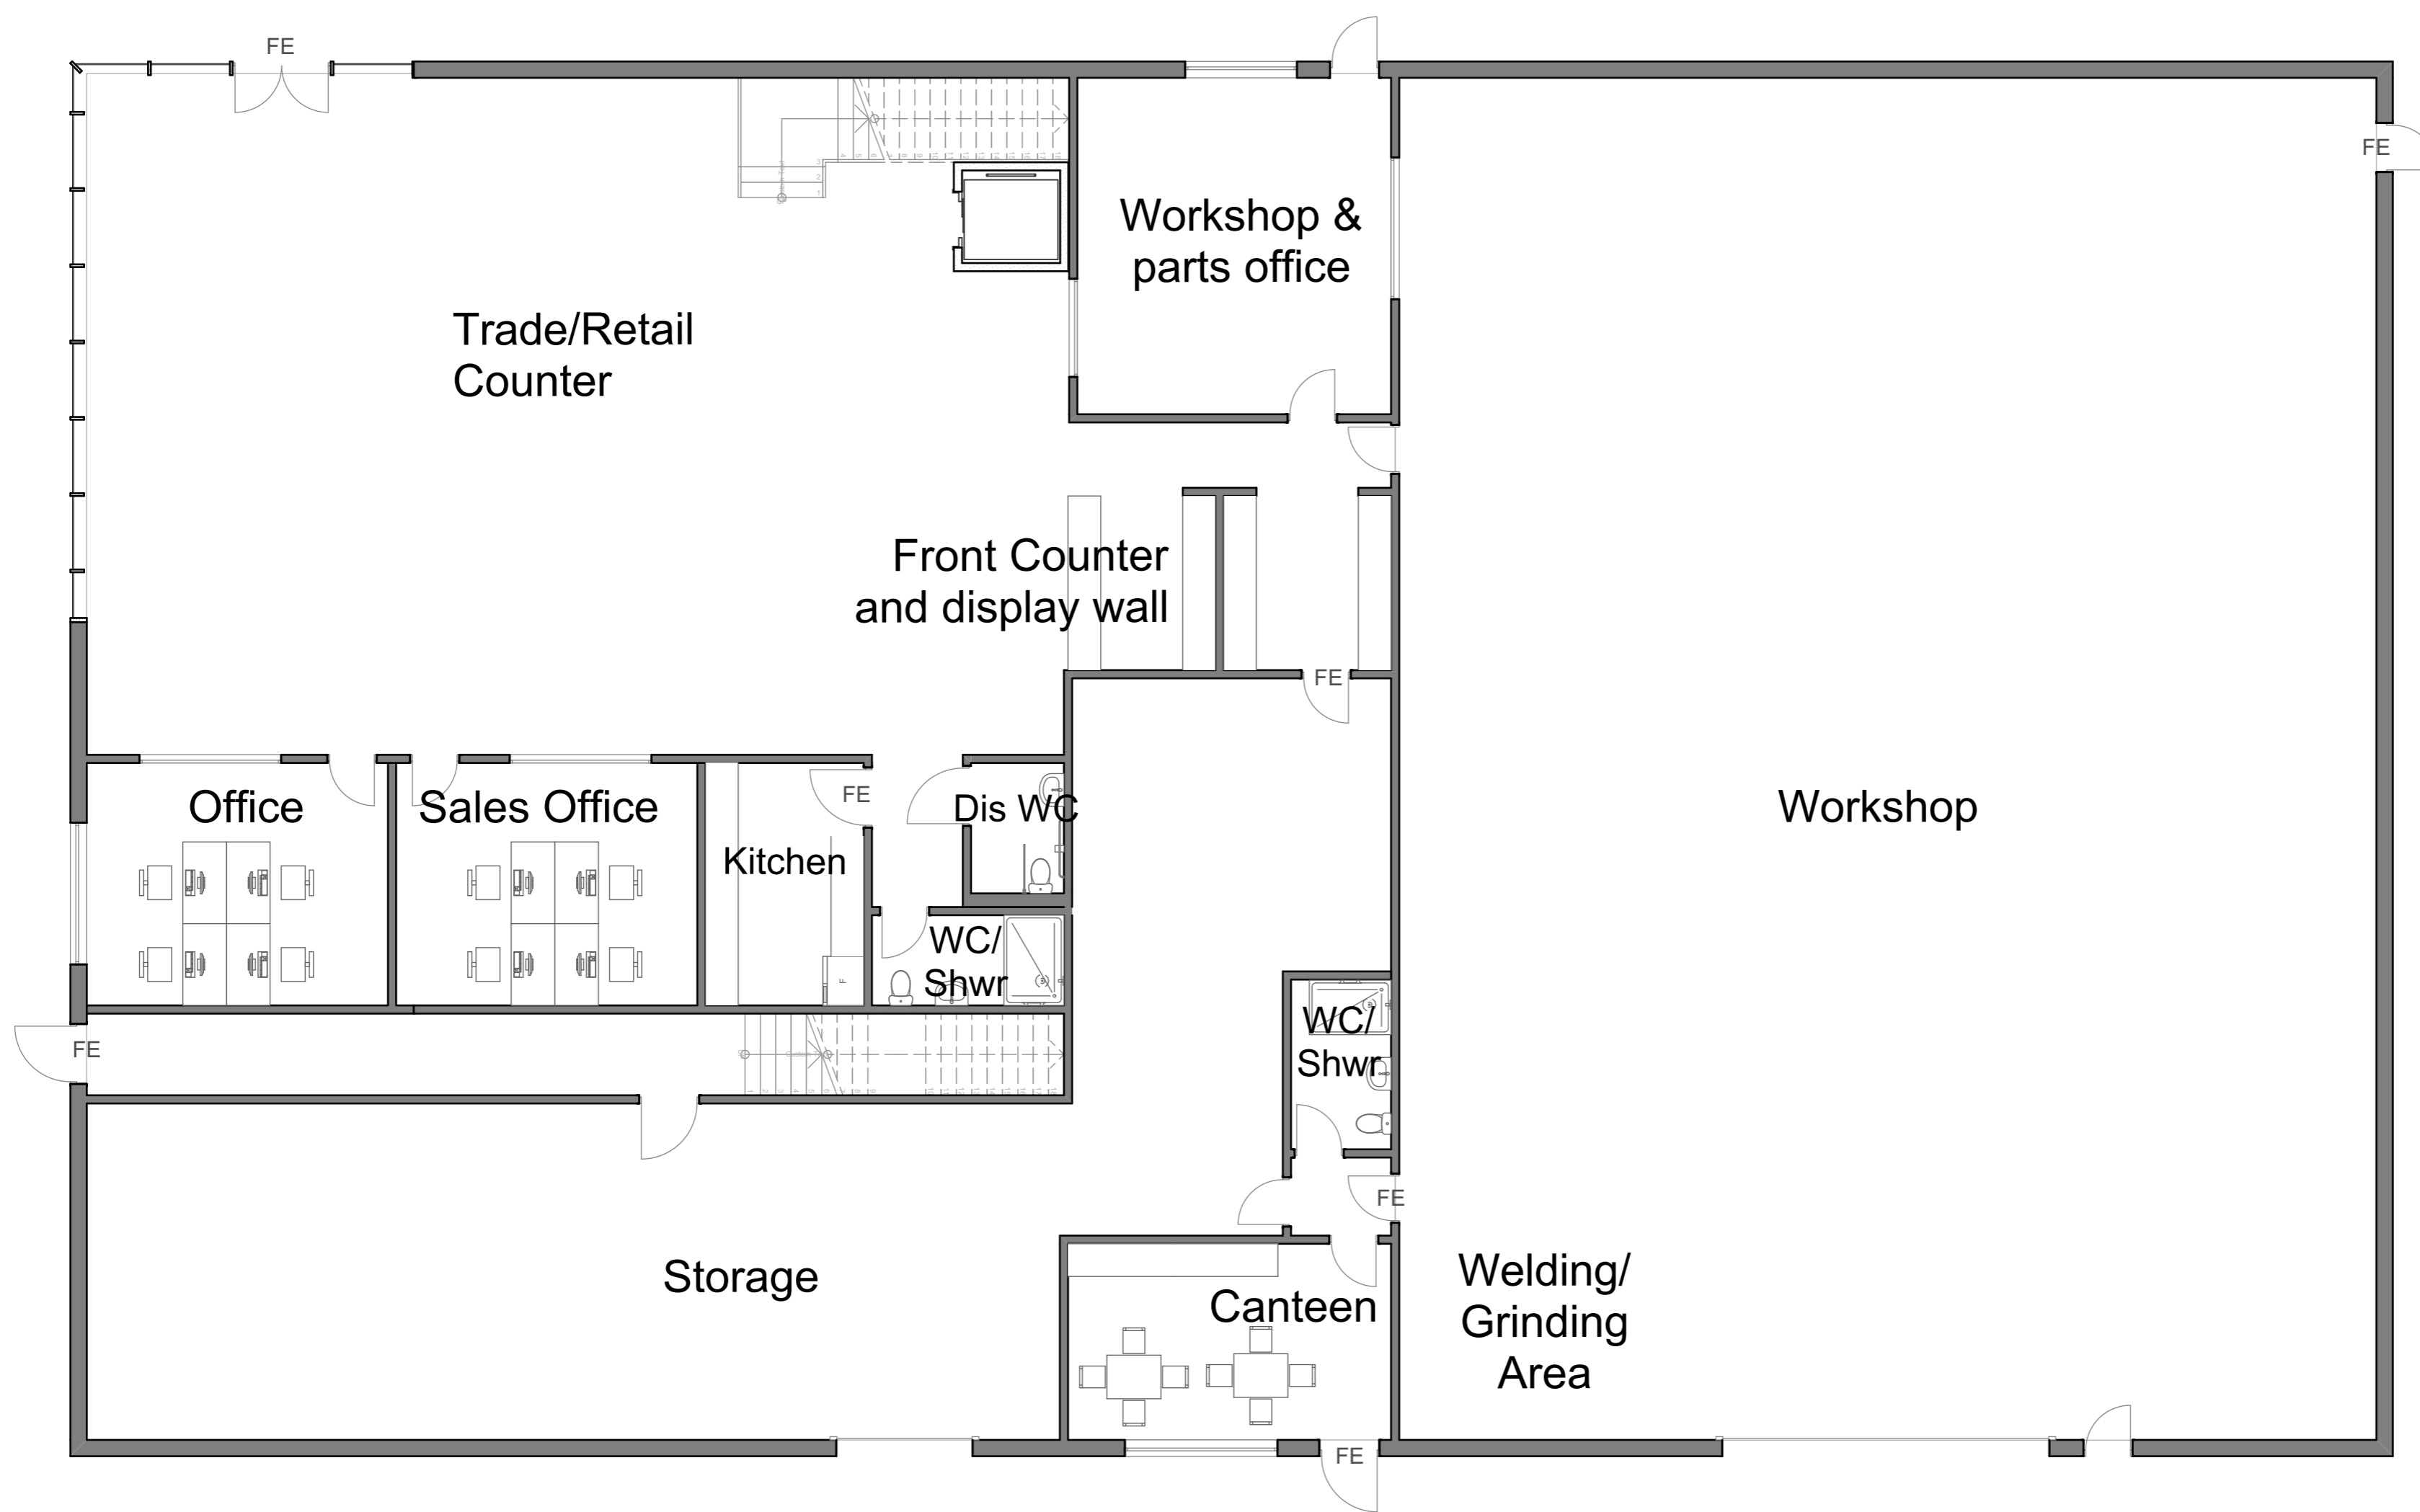 FE
FE
Workshop &
parts office
Trade/Retail
Counter
Front Counter
and display wall
FE
Office
Sales Office
FE
Dis WC
Kitchen
Workshop
WC/
Shwr
F
FE
WC/
Shwr
FE
Storage
Canteen
Welding/
Grinding
Area
FE